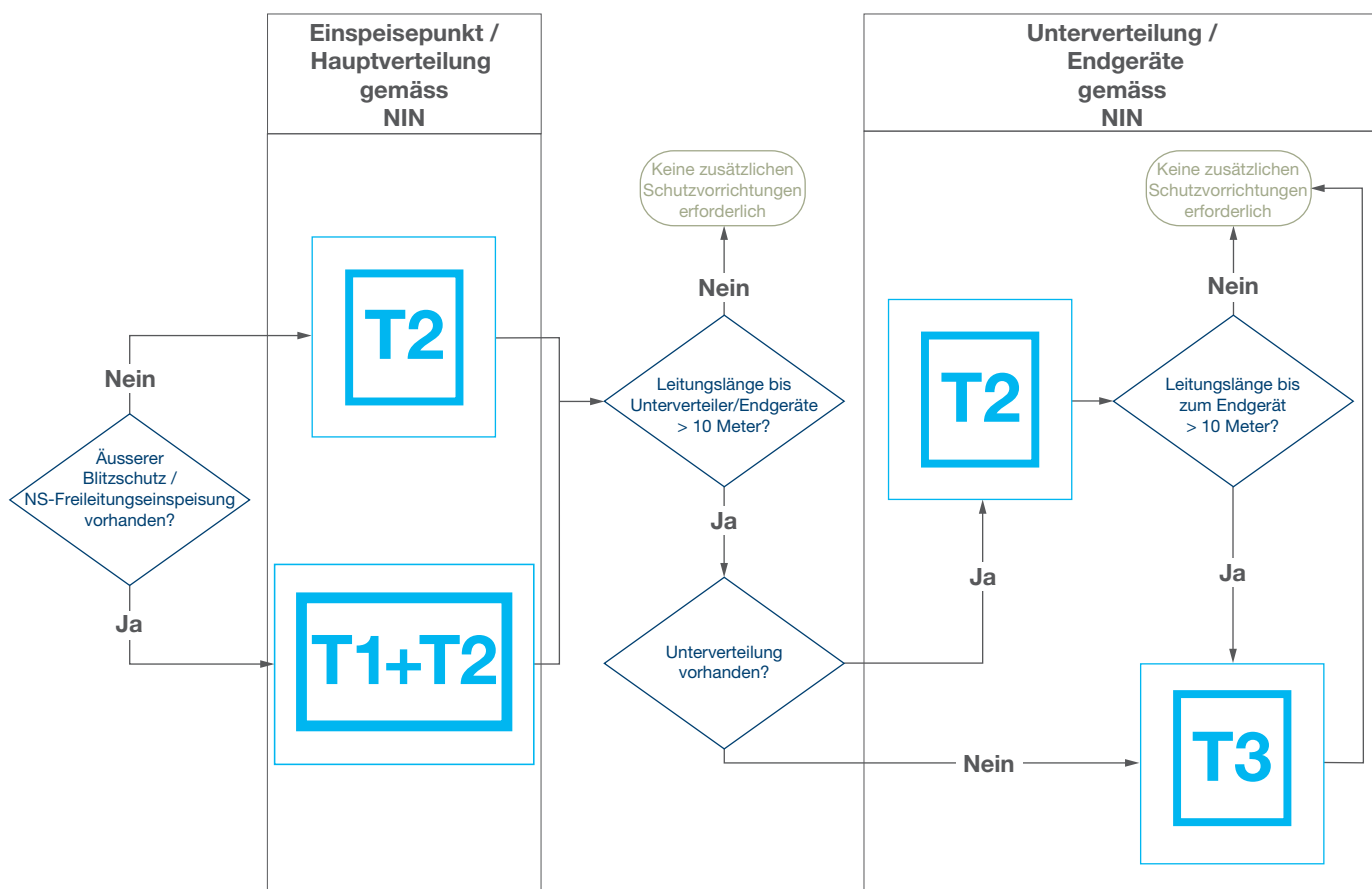 Einspeisepunkt /
Hauptverteilung
gemäss
NIN
Unterverteilung /
Endgeräte
gemäss
NIN
Keine zusätzlichen
Schutzvorrichtungen
erforderlich
Keine zusätzlichen
Schutzvorrichtungen
erforderlich
Nein
T2
Nein
Leitungslänge bis
Unterverteiler/Endgeräte
> 10 Meter?
T2
Nein
Leitungslänge bis
zum Endgerät
> 10 Meter?
Äusserer
Blitzschutz /
NS-Freileitungseinspeisung
vorhanden?
Ja
Ja
Ja
Ja
T1+T2
Unterverteilung
vorhanden?
Nein
T3